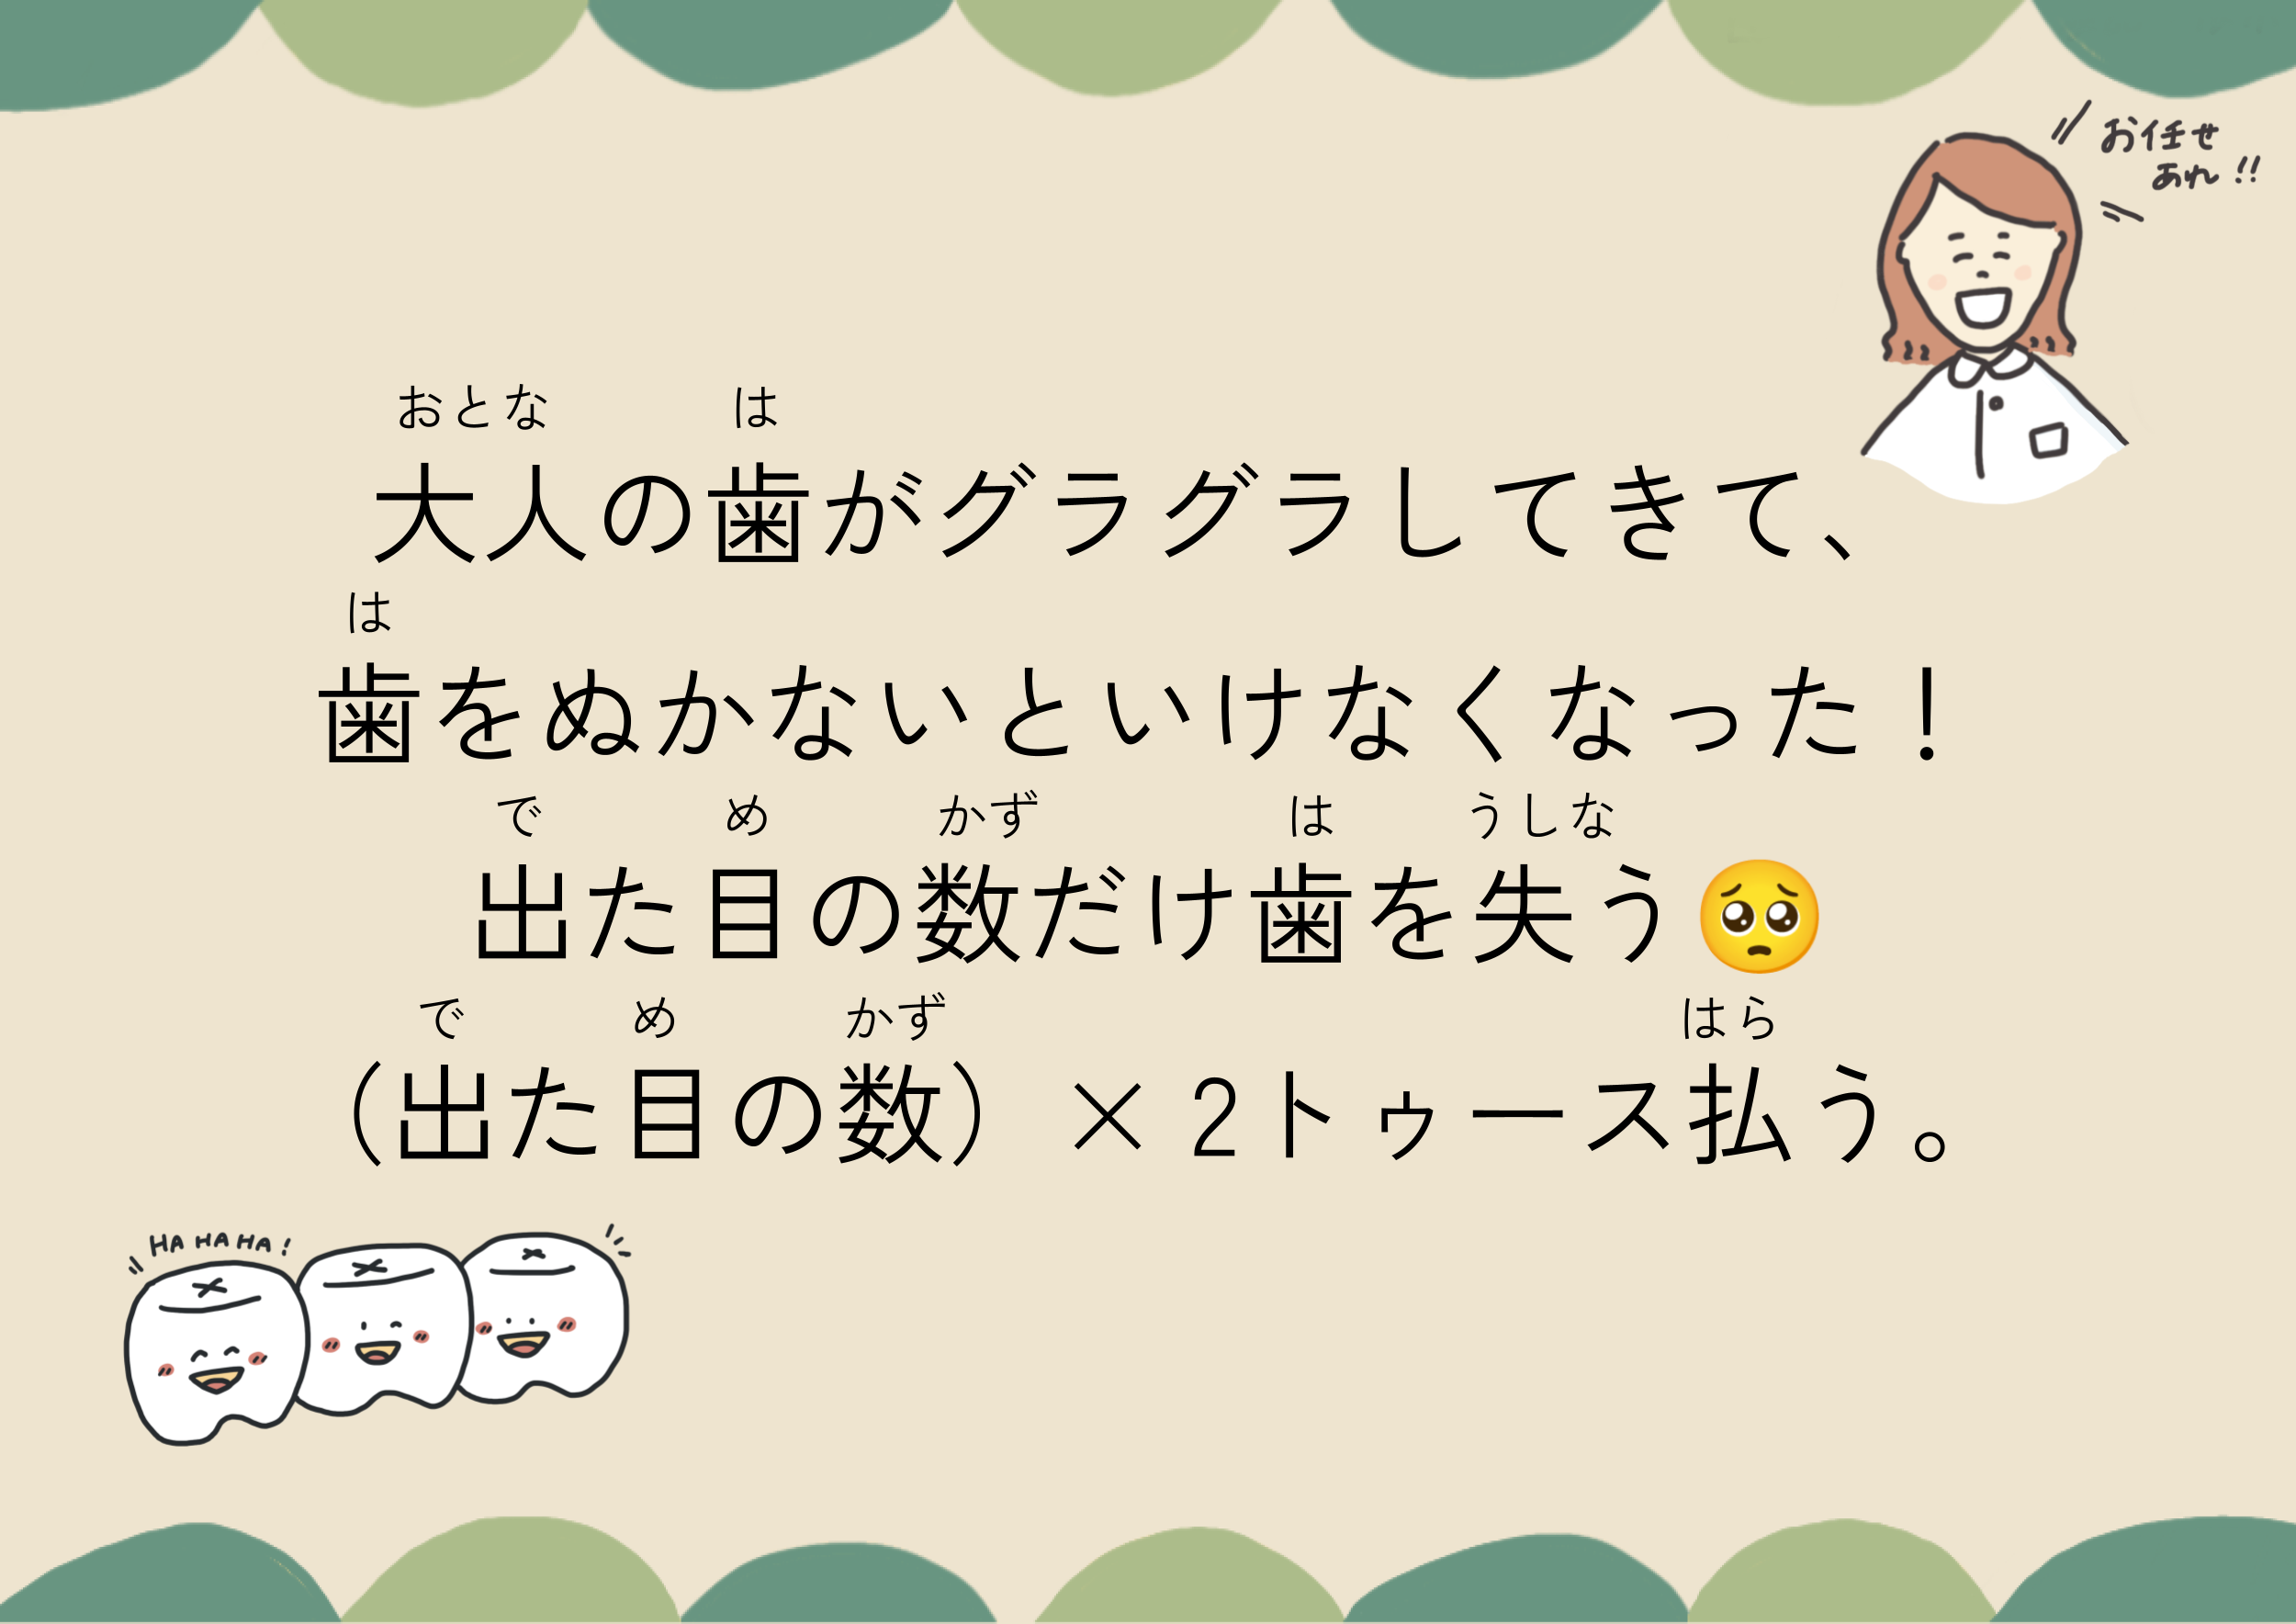 お任せ
あれ!!
おとな は
大人の歯がグラグラしてきて、
は
歯をぬかないといけなくなった！
で め かず は うしな
出た目の数だけ歯を失う🥺
で め かず はら
（出た目の数）×2トゥース払う。
HA HA HA!